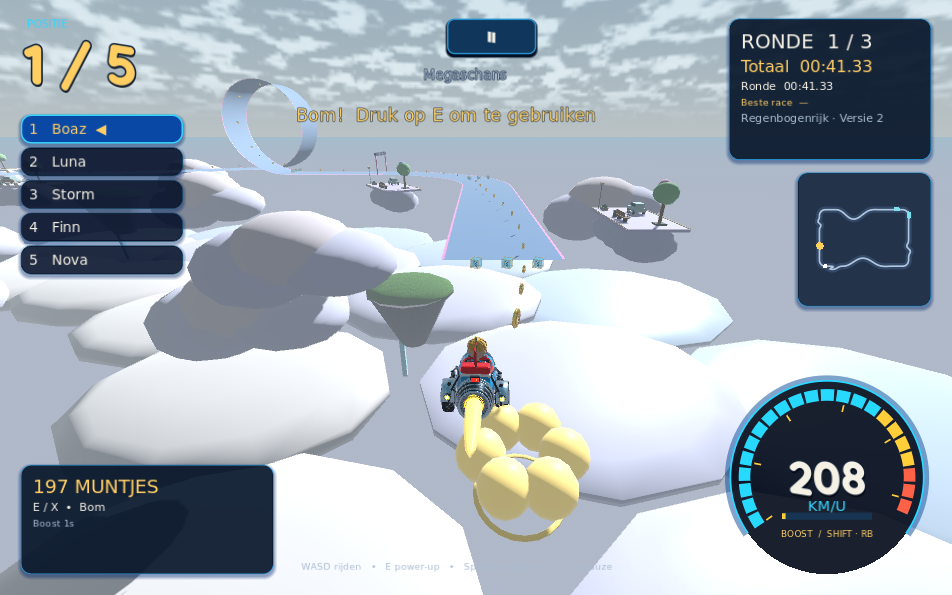 POSITIE
1/5
1 Boaz ◀
2 Luna
3 Storm
4 Finn
5 Nova
Megaschans
Bom! Druk op E om te gebruiken
RONDE 1 / 3
Totaal 00:41.33
Ronde 00:41.33
Beste race —
Regenbogenrijk · Versie 2
197 MUNTJES
E / X • Bom
Boost 1s
208
KM/U
BOOST / SHIFT · RB
WASD rijden • E power-up •